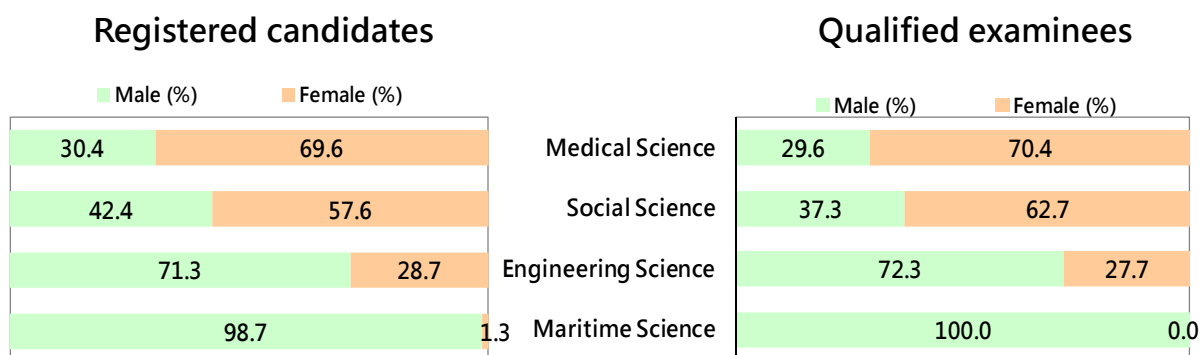 Registered candidates
Qualified examinees
Male (%) Female (%)
Male (%) Female (%)
30.4 69.6 Medical Science 29.6 70.4
42.4 57.6 Social Science 37.3 62.7
71.3 28.7 Engineering Science 72.3 27.7
98.7 1.3 Maritime Science 100.0 0.0